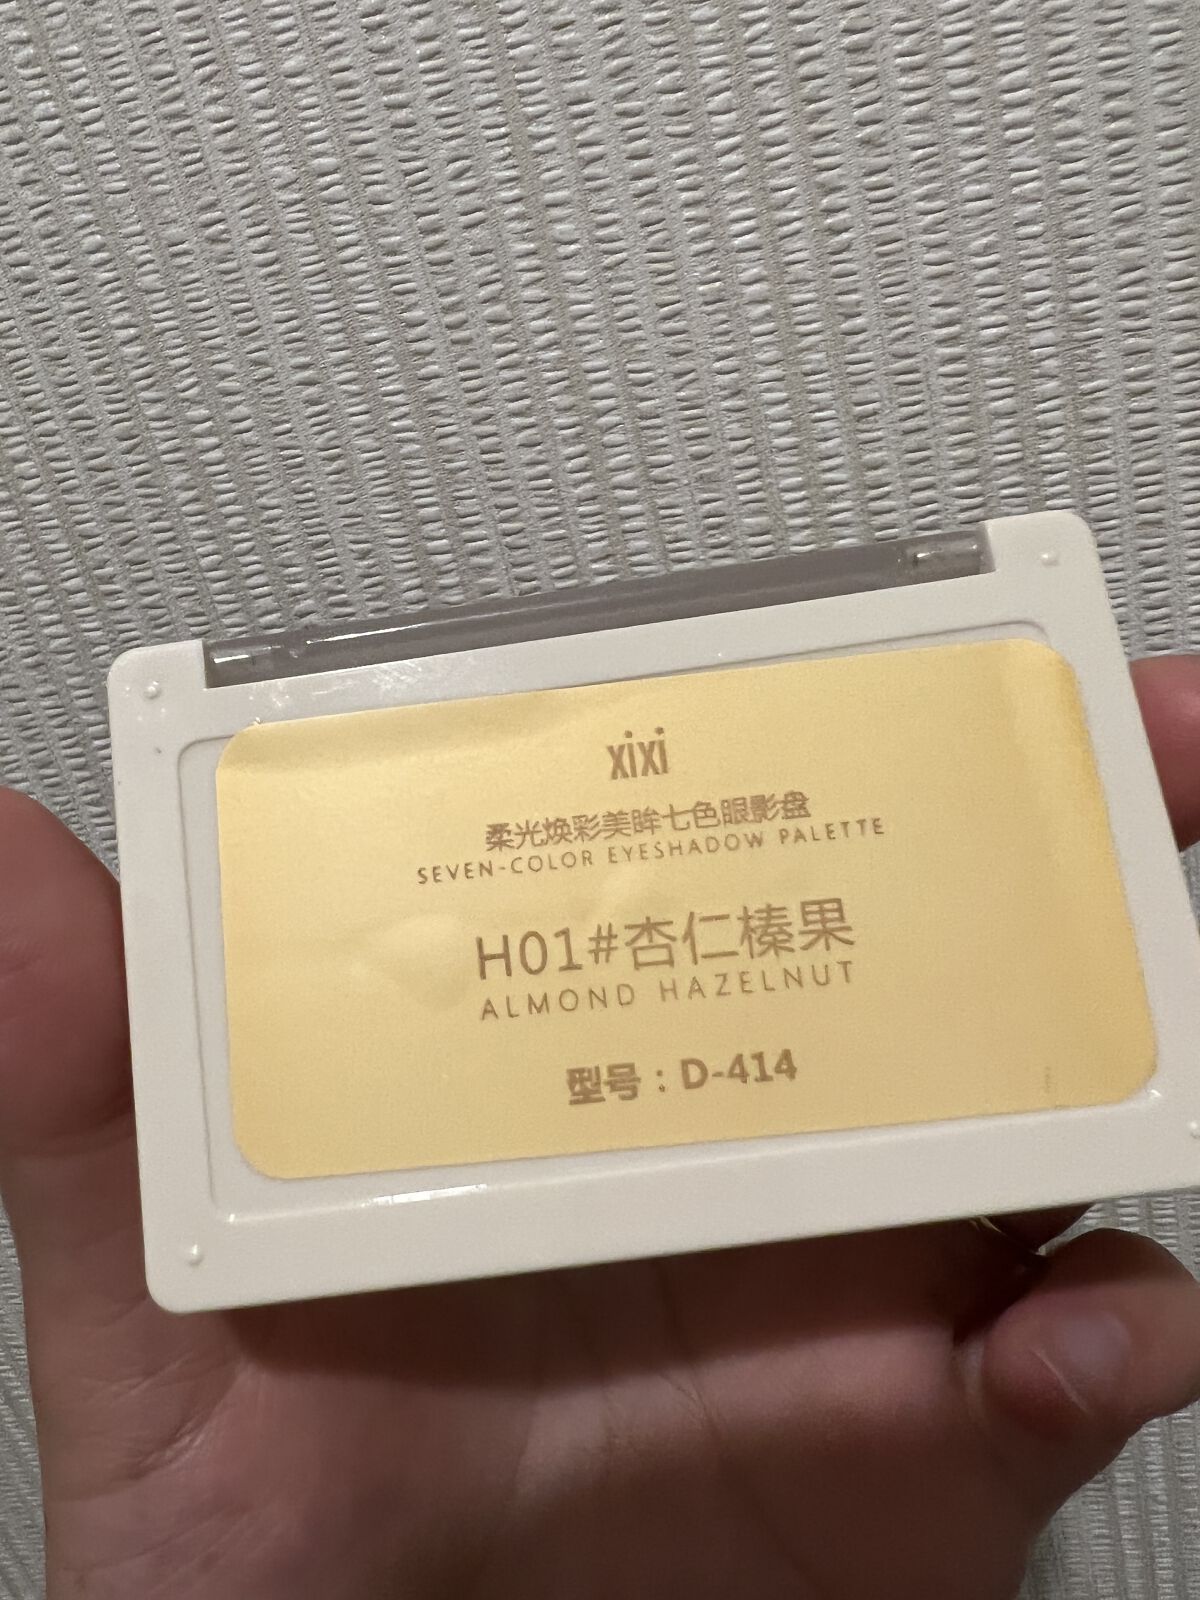 xixi
柔光焕彩美眸七色眼影盘
SEVEN-COLOR EYESHADOW PALETTE
H01#杏仁榛果
ALMOND HAZELNUT
型号：D-414